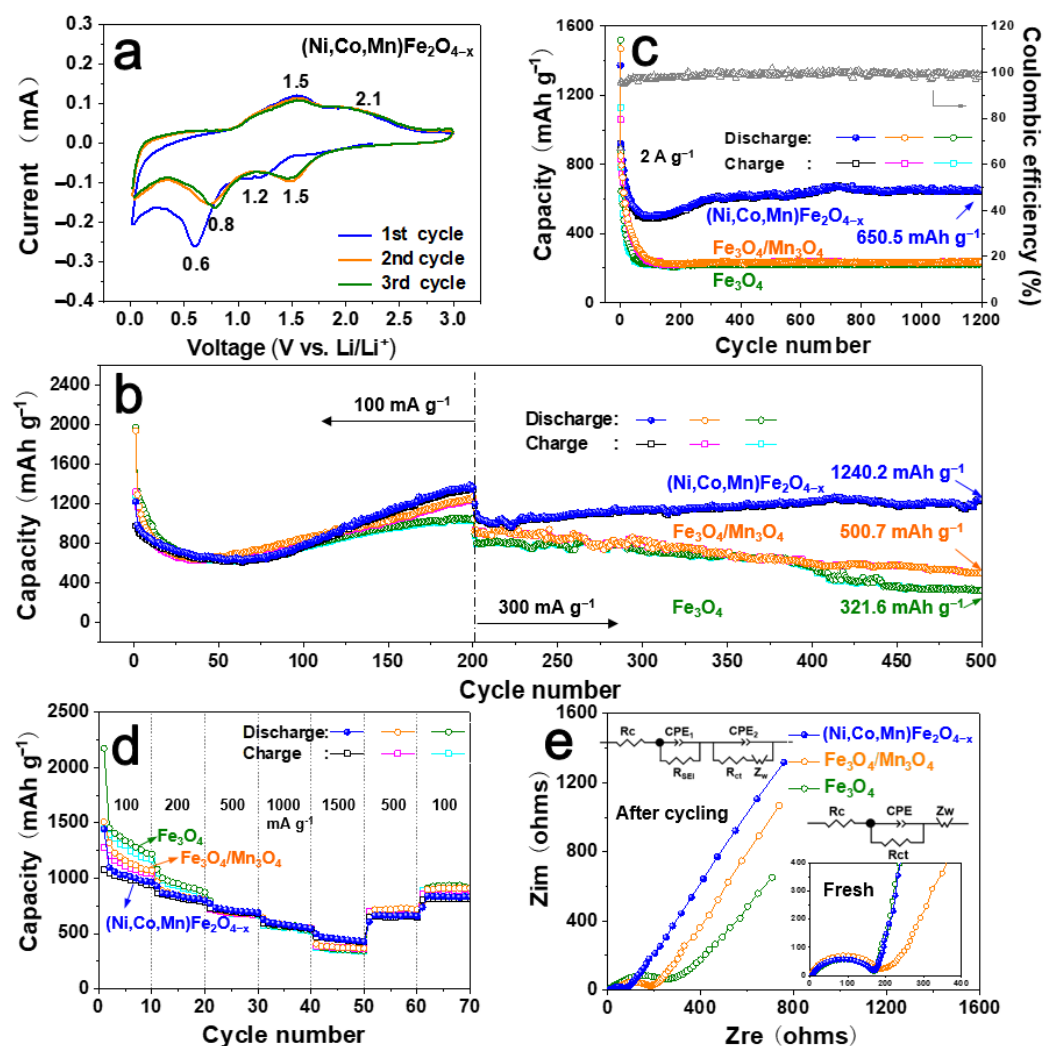 a
(Ni,Co,Mn)Fe₂O₄₋ₓ
Current (mA)
0.3
0.2
0.1
0.0
−0.1
−0.2
−0.3
−0.4
1.5
2.1
1.2
1.5
0.8
0.6
1st cycle
2nd cycle
3rd cycle
0.0 0.5 1.0 1.5 2.0 2.5 3.0
Voltage (V vs. Li/Li⁺)
c
Capacity (mAh g⁻¹)
1600
1200
800
400
0
120
100
80
60
40
20
0
Coulombic efficiency (%)
Discharge:
Charge :
2 A g⁻¹
(Ni,Co,Mn)Fe₂O₄₋ₓ
650.5 mAh g⁻¹
Fe₃O₄/Mn₃O₄
Fe₃O₄
0 200 400 600 800 1000 1200
Cycle number
b
Capacity (mAh g⁻¹)
2400
2000
1600
1200
800
400
0
100 mA g⁻¹
Discharge:
Charge :
(Ni,Co,Mn)Fe₂O₄₋ₓ
1240.2 mAh g⁻¹
Fe₃O₄/Mn₃O₄
500.7 mAh g⁻¹
300 mA g⁻¹
Fe₃O₄
321.6 mAh g⁻¹
0 50 100 150 200 250 300 350 400 450 500
Cycle number
d
Capacity (mAh g⁻¹)
2500
2000
1500
1000
500
0
Discharge:
Charge :
100 200 500 1000 1500 500 100
mA g⁻¹
Fe₃O₄
Fe₃O₄/Mn₃O₄
(Ni,Co,Mn)Fe₂O₄₋ₓ
0 10 20 30 40 50 60 70
Cycle number
e
Zim (ohms)
1600
1200
800
400
0
Rc CPE₁ CPE₂
R_SEI R_ct Z_w
(Ni,Co,Mn)Fe₂O₄₋ₓ
Fe₃O₄/Mn₃O₄
Fe₃O₄
After cycling
Rc CPE Zw
Rct
Fresh
400
300
200
100
0
0 100 200 300 400
0 400 800 1200 1600
Zre (ohms)